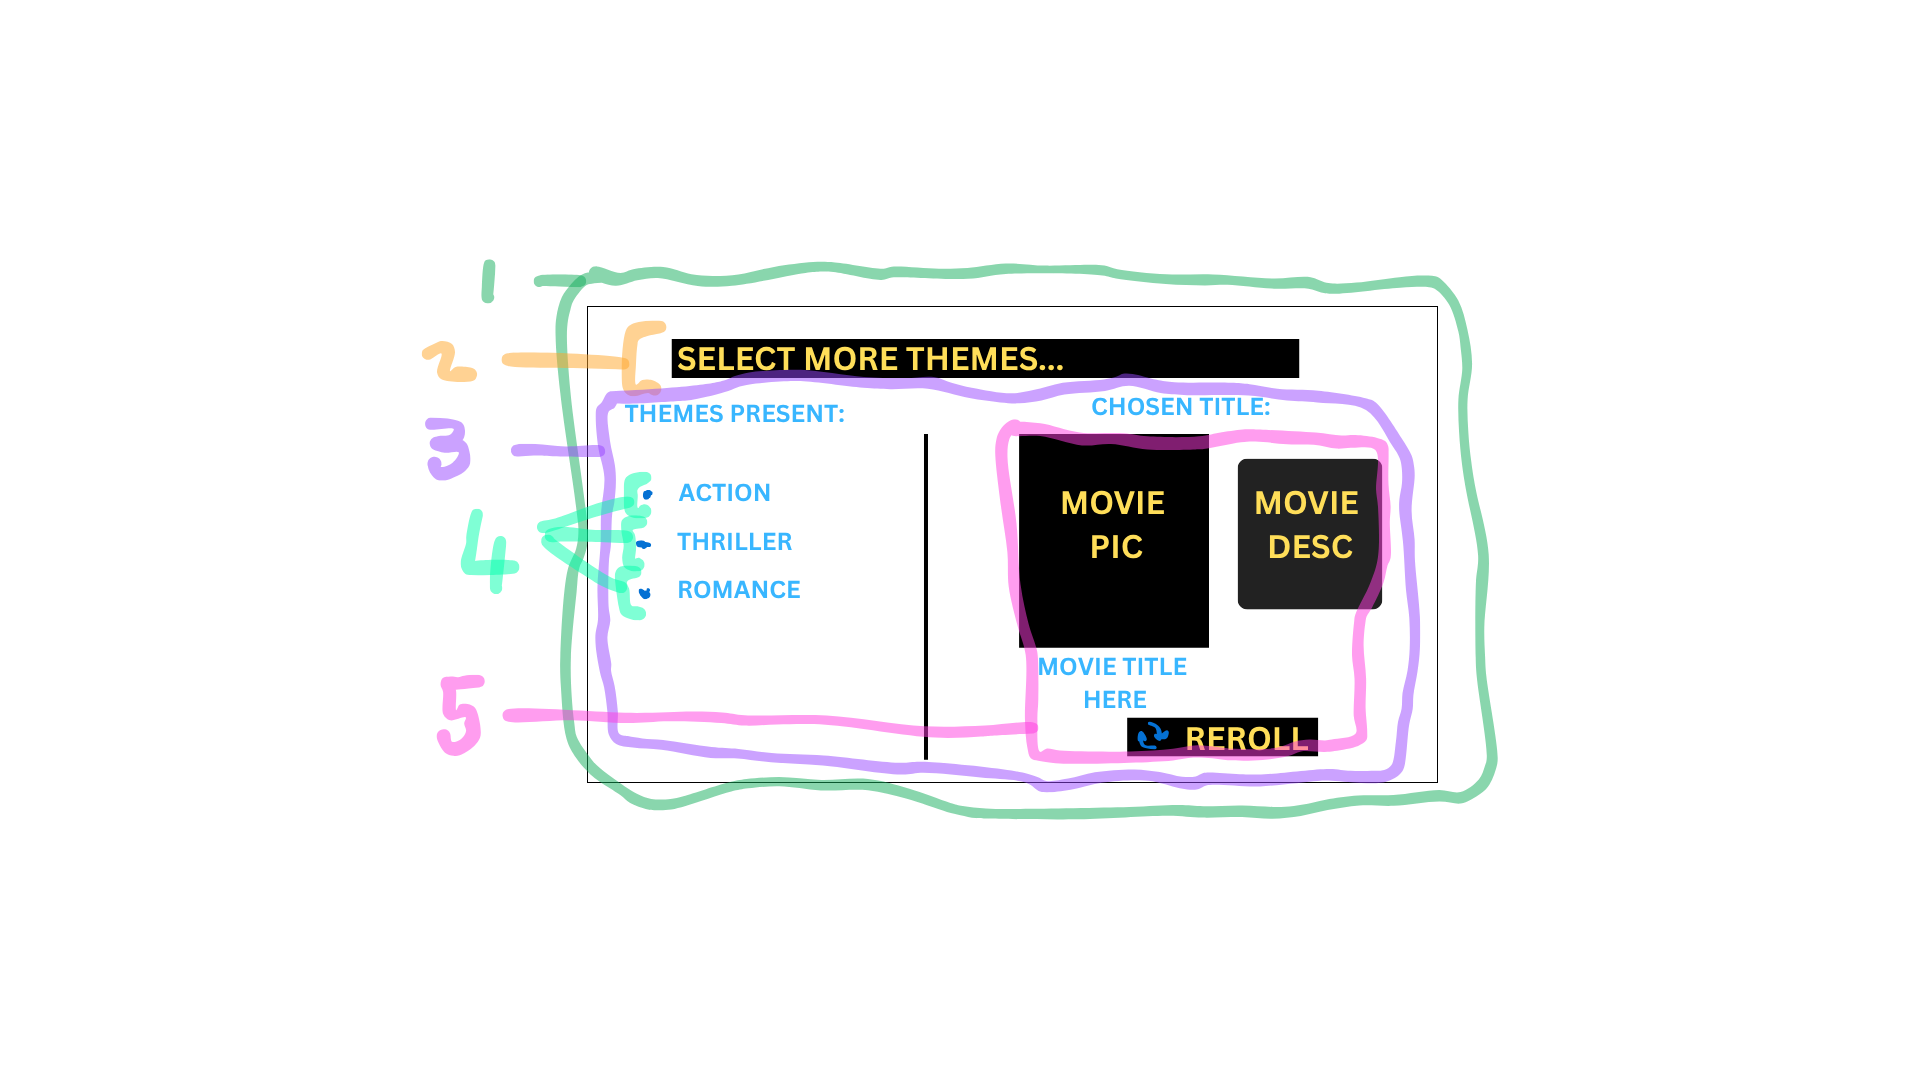 1
2
SELECT MORE THEMES...
3
THEMES PRESENT:
CHOSEN TITLE:
4
ACTION
THRILLER
ROMANCE
MOVIE
PIC
MOVIE
DESC
5
MOVIE TITLE
HERE
REROLL